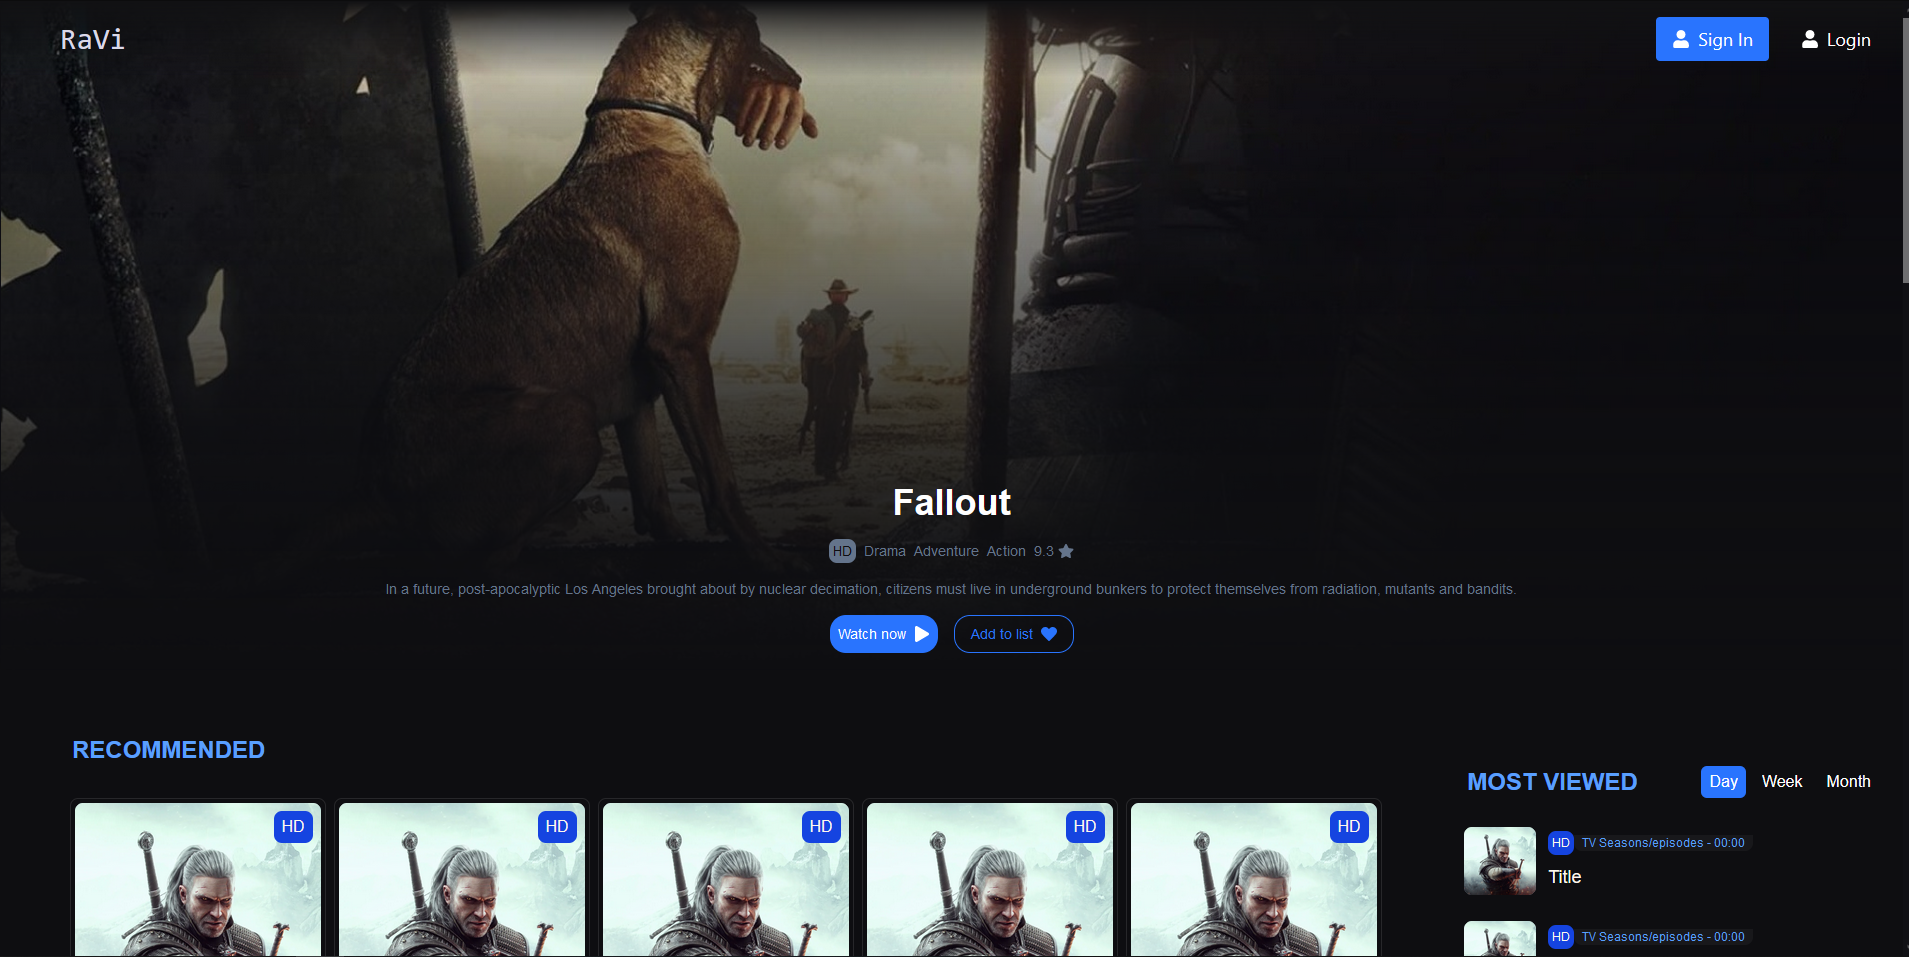 RaVi
Sign In
Login
Fallout
HD Drama Adventure Action 9.3
In a future, post-apocalyptic Los Angeles brought about by nuclear decimation, citizens must live in underground bunkers to protect themselves from radiation, mutants and bandits.
Watch now
Add to list
RECOMMENDED
HD
HD
HD
HD
HD
MOST VIEWED
Day Week Month
HD TV Seasons/episodes - 00:00
Title
HD TV Seasons/episodes - 00:00